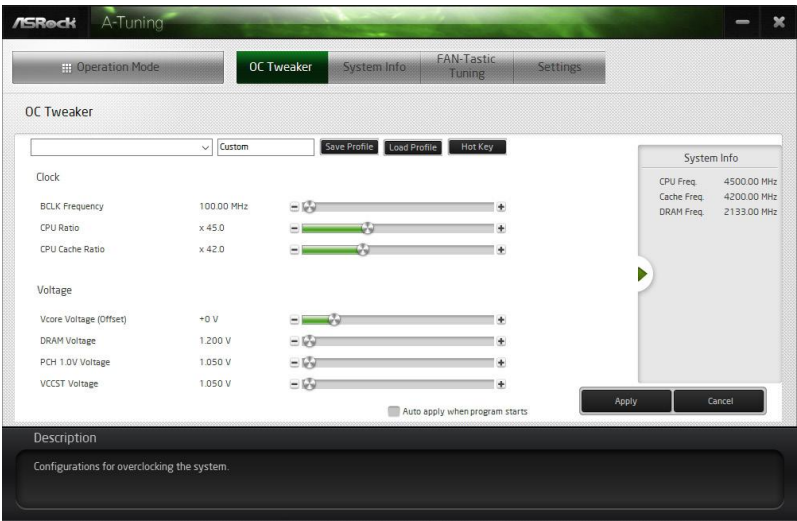 ASRock A-Tuning
Operation Mode
OC Tweaker
System Info
FAN-Tastic
Tuning
Settings
OC Tweaker
Custom
Save Profile
Load Profile
Hot Key
Clock
BCLK Frequency 100.00 MHz
CPU Ratio x 45.0
CPU Cache Ratio x 42.0
Voltage
Vcore Voltage (Offset) +0 V
DRAM Voltage 1.200 V
PCH 1.0V Voltage 1.050 V
VCCST Voltage 1.050 V
Auto apply when program starts
System Info
CPU Freq. 4500.00 MHz
Cache Freq. 4200.00 MHz
DRAM Freq. 2133.00 MHz
Apply
Cancel
Description
Configurations for overclocking the system.